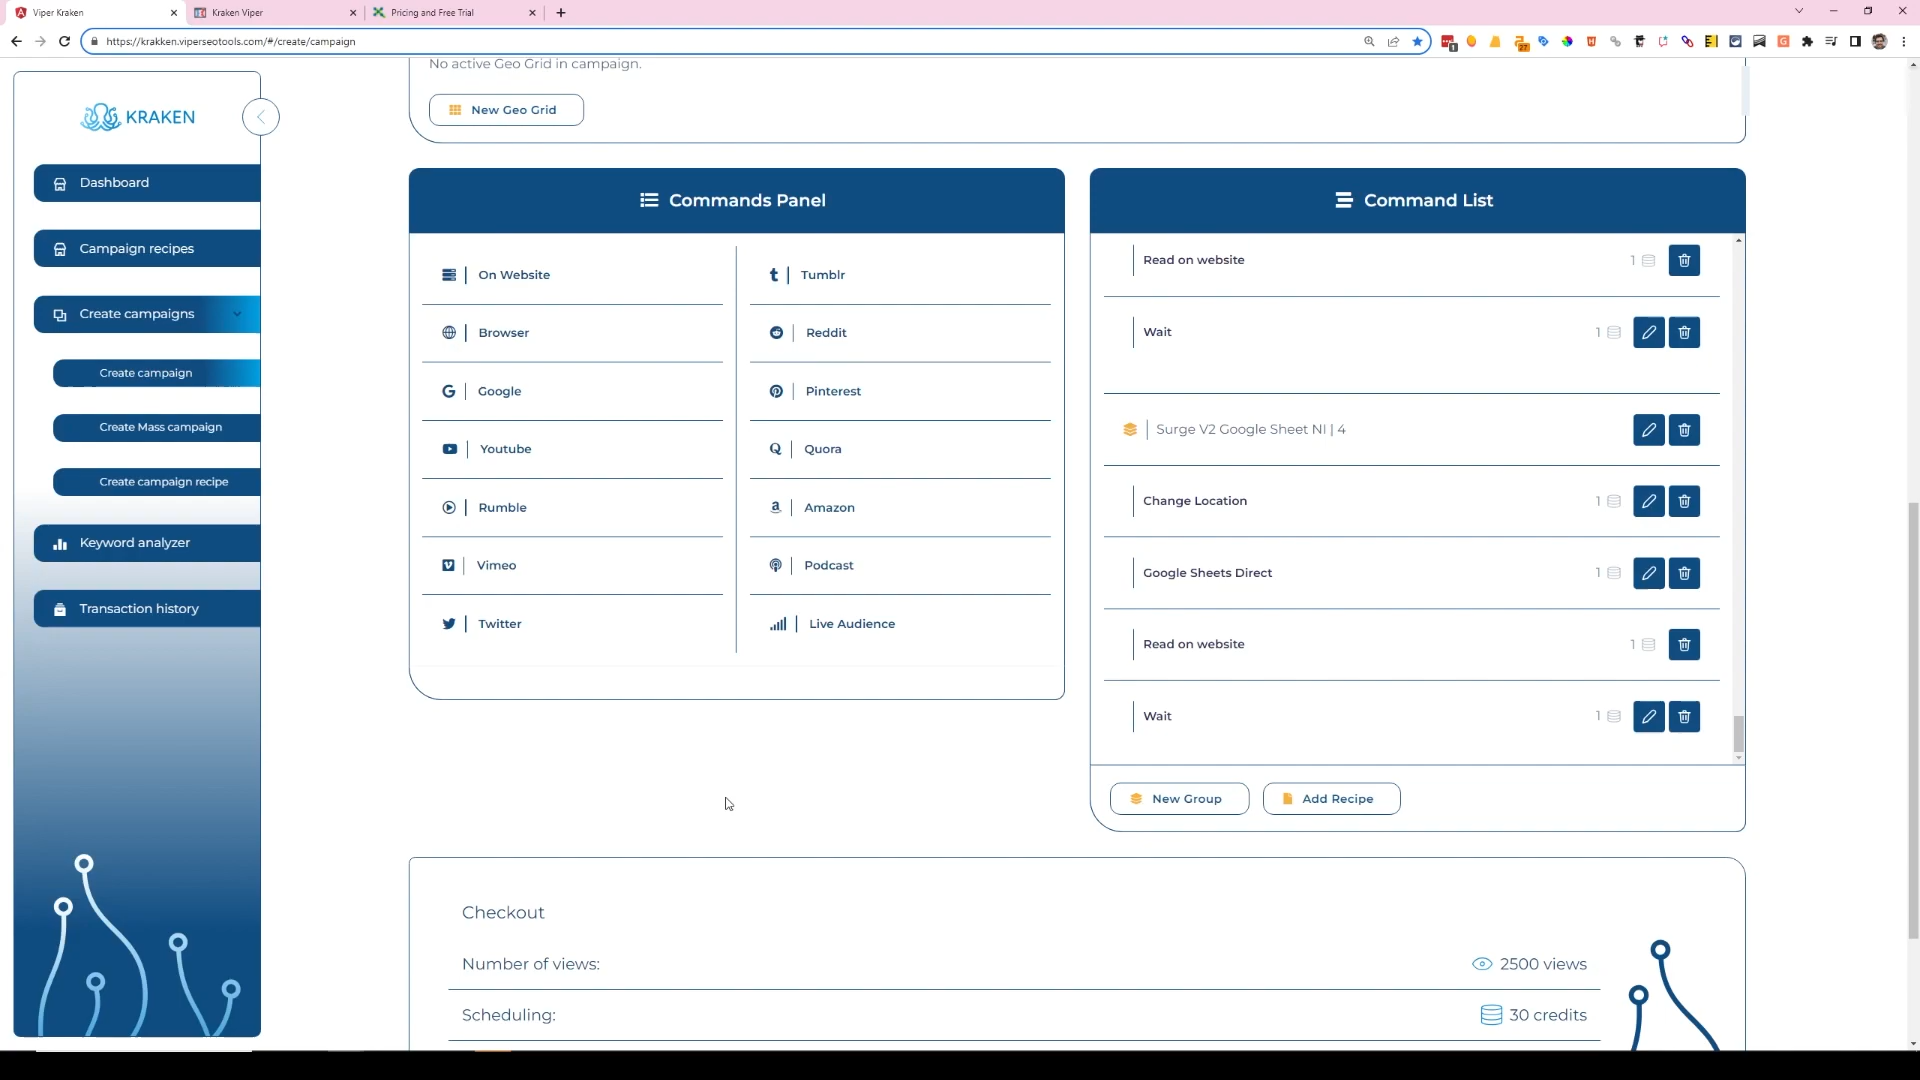 Viper Kraken
Kraken Viper
Pricing and Free Trial
https://krakken.viperseotools.com/#/create/campaign
KRAKEN
Dashboard
Campaign recipes
Create campaigns
Create campaign
Create Mass campaign
Create campaign recipe
Keyword analyzer
Transaction history
No active Geo Grid in campaign.
New Geo Grid
Commands Panel
On Website
Browser
Google
Youtube
Rumble
Vimeo
Twitter
Tumblr
Reddit
Pinterest
Quora
Amazon
Podcast
Live Audience
Command List
Read on website 1
Wait 1
Surge V2 Google Sheet NI | 4
Change Location 1
Google Sheets Direct 1
Read on website 1
Wait 1
New Group
Add Recipe
Checkout
Number of views: 2500 views
Scheduling: 30 credits